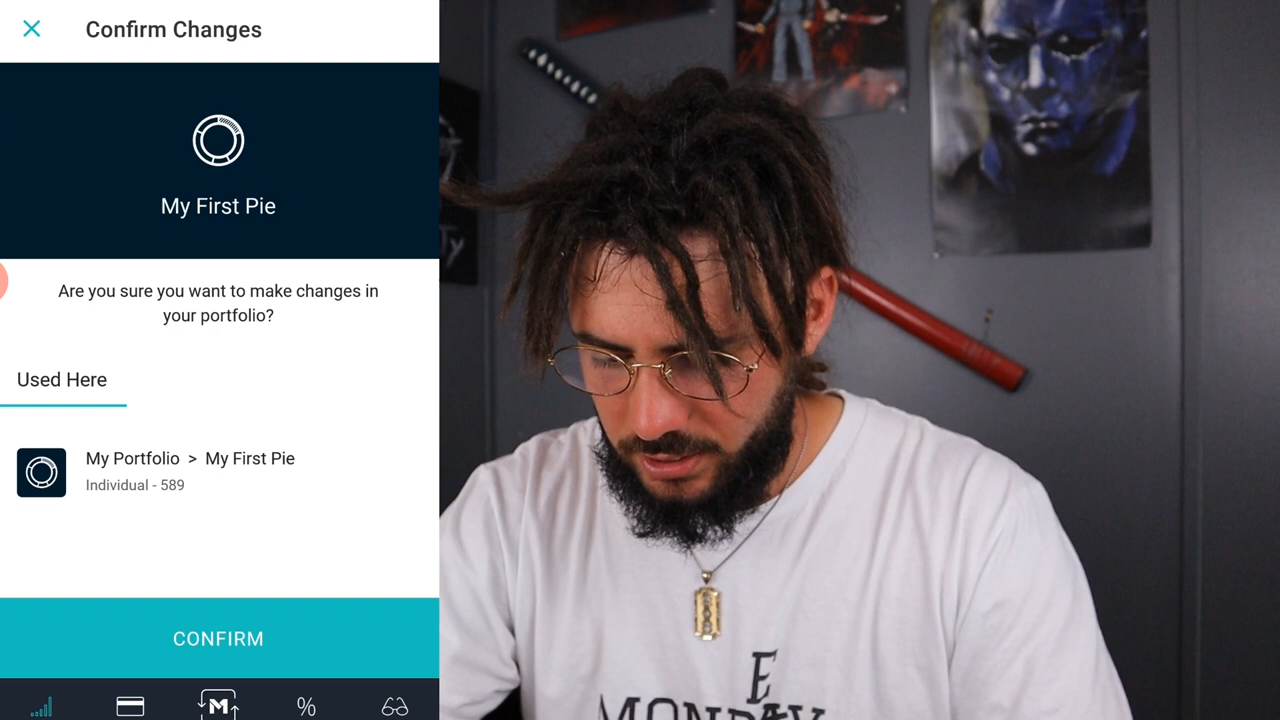 Confirm Changes
My First Pie
Are you sure you want to make changes in
your portfolio?
Used Here
My Portfolio > My First Pie
Individual - 589
CONFIRM
M
%
E